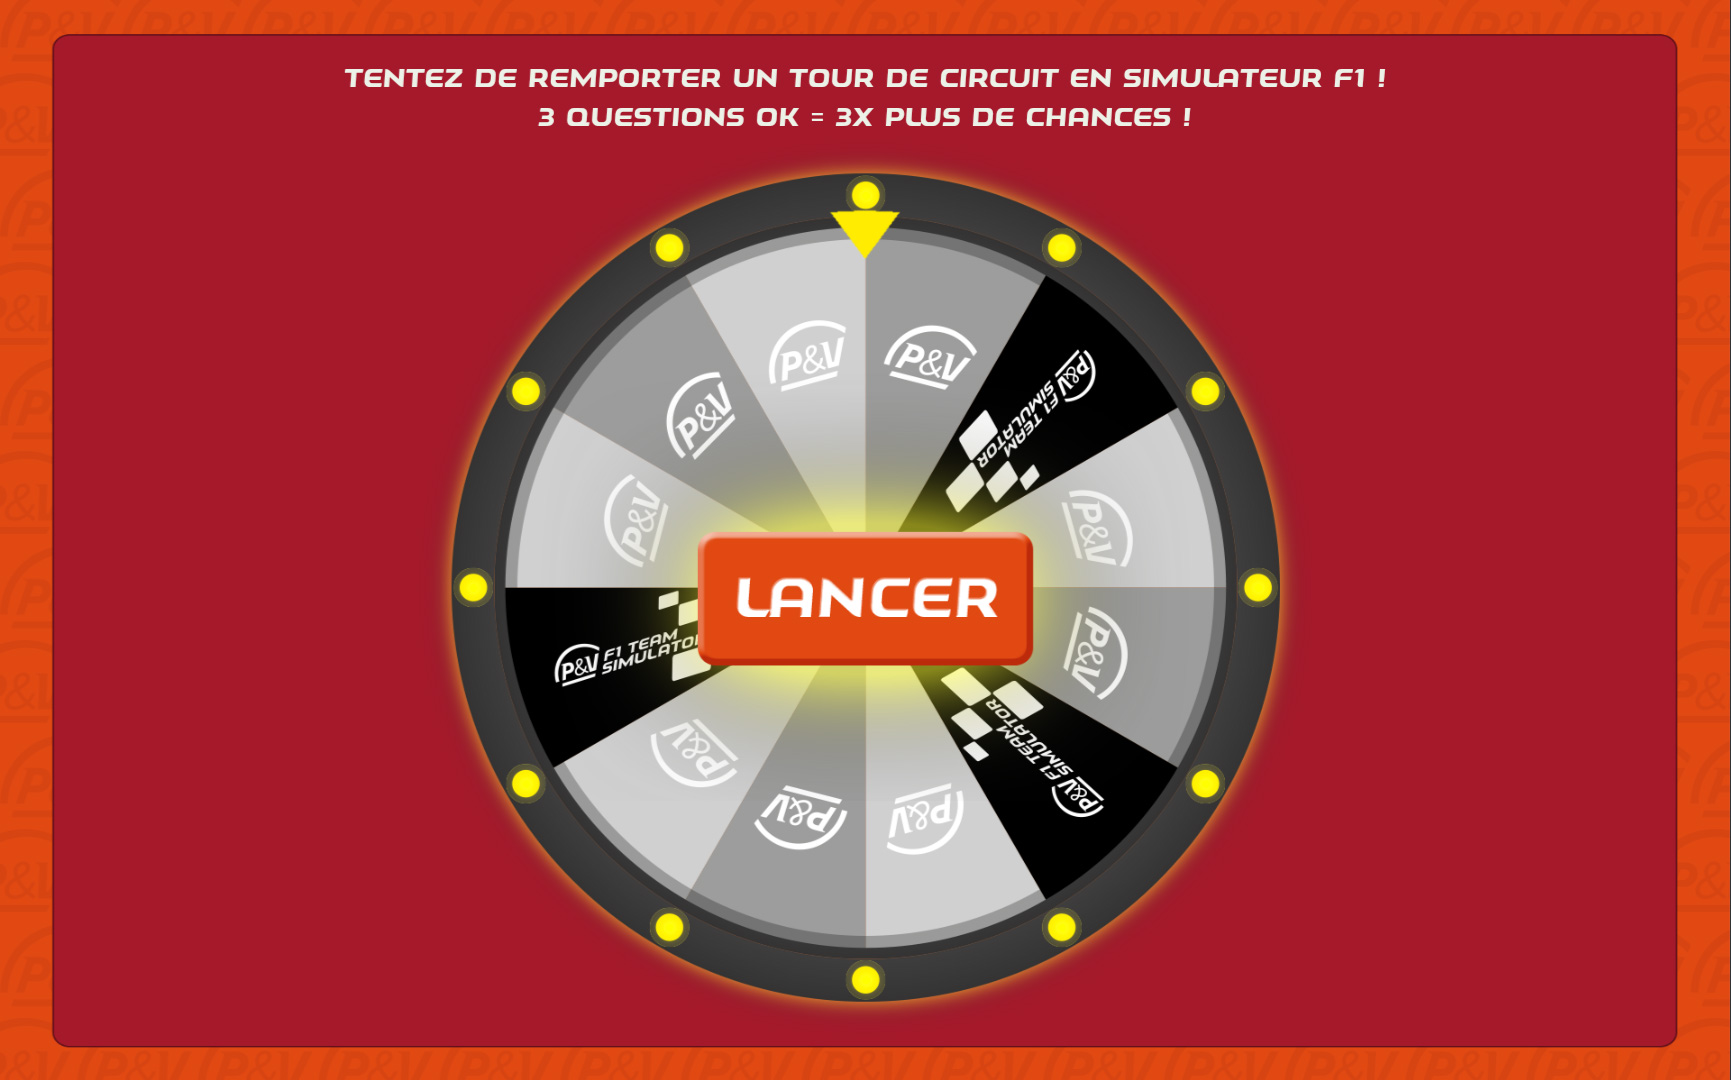 TENTEZ DE REMPORTER UN TOUR DE CIRCUIT EN SIMULATEUR F1 !
3 QUESTIONS OK = 3X PLUS DE CHANCES !
P&V
P&V
P&V
P&V
P&V
F1 TEAM
SIMULATOR
P&V
P&V
P&V
F1 TEAM
LANCER
P&V
F1 TEAM
SIMULATOR
P&V
P&V
P&V